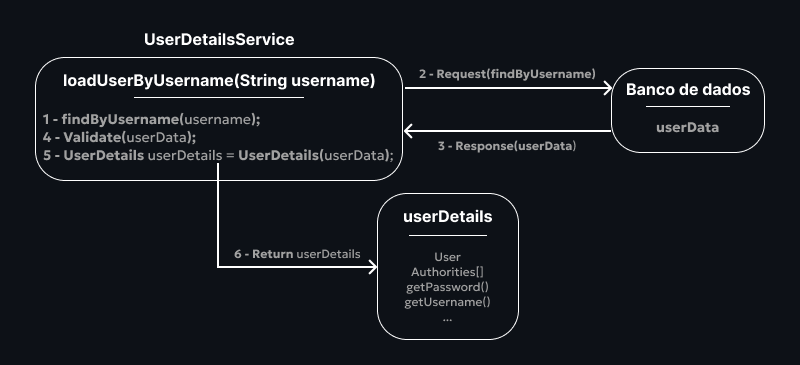 UserDetailsService
loadUserByUsername(String username)
1 - findByUsername(username);
4 - Validate(userData);
5 - UserDetails userDetails = UserDetails(userData);
2 - Request(findByUsername)
3 - Response(userData)
Banco de dados
userData
6 - Return userDetails
userDetails
User
Authorities[]
getPassword()
getUsername()
...